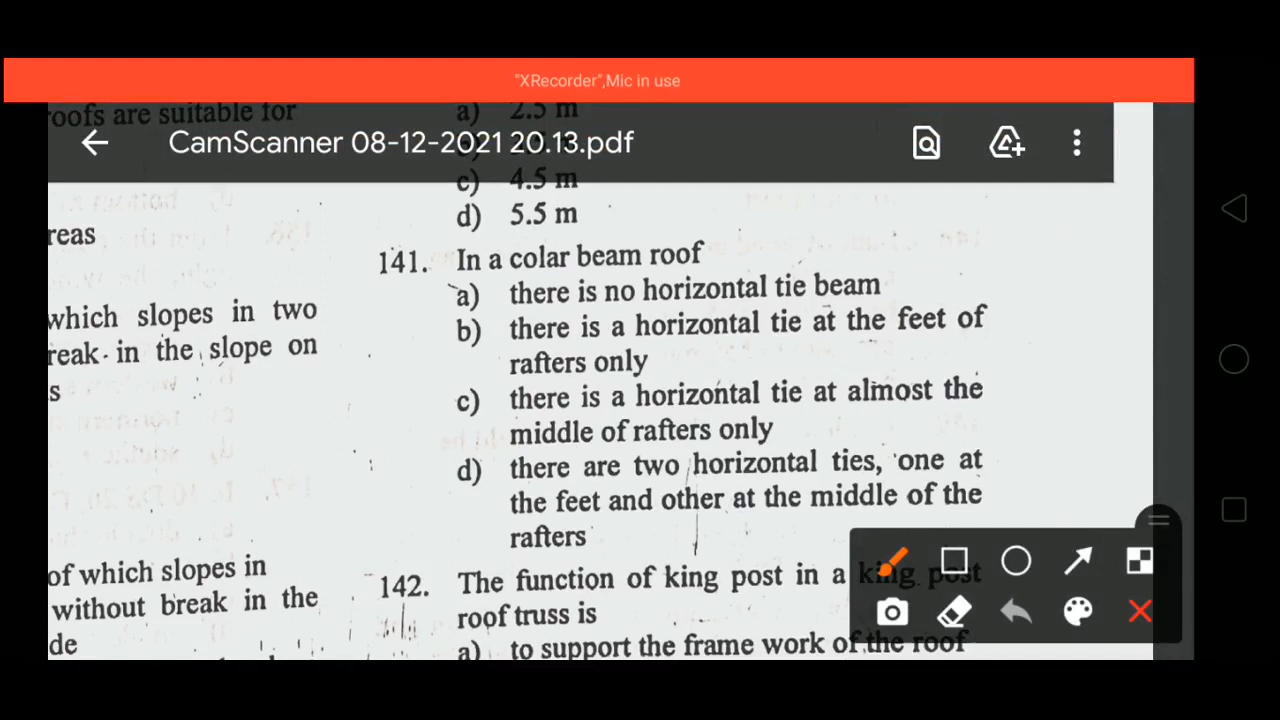 "XRecorder",Mic in use
roofs are suitable for
a) 2.5 m
CamScanner 08-12-2021 20.13.pdf
c) 4.5 m
d) 5.5 m
reas
141. In a colar beam roof
a) there is no horizontal tie beam
which slopes in two
b) there is a horizontal tie at the feet of
reak in the slope on
rafters only
s
c) there is a horizontal tie at almost the
middle of rafters only
d) there are two horizontal ties, one at
the feet and other at the middle of the
rafters
of which slopes in
142. The function of king post in a king post
without break in the
roof truss is
de
a) to support the frame work of the roof